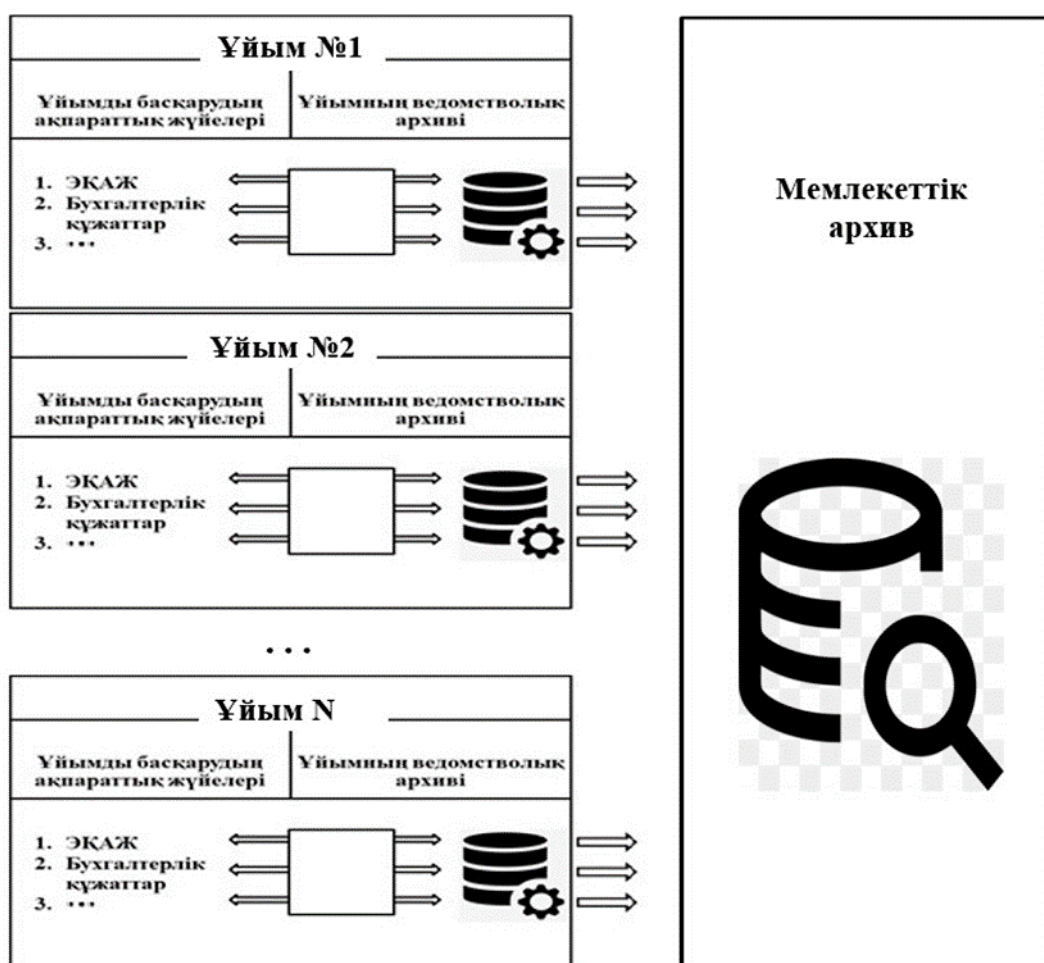 Ұйым №1
Ұйымды басқарудың
ақпараттық жүйелері
Ұйымның ведомстволық
архиві
1. ЭҚАЖ
2. Бухгалтерлік
құжаттар
3. ...
Ұйым №2
Ұйымды басқарудың
ақпараттық жүйелері
Ұйымның ведомстволық
архиві
1. ЭҚАЖ
2. Бухгалтерлік
құжаттар
3. ...
...
Ұйым N
Ұйымды басқарудың
ақпараттық жүйелері
Ұйымның ведомстволық
архиві
1. ЭҚАЖ
2. Бухгалтерлік
құжаттар
3. ...
Мемлекеттік
архив